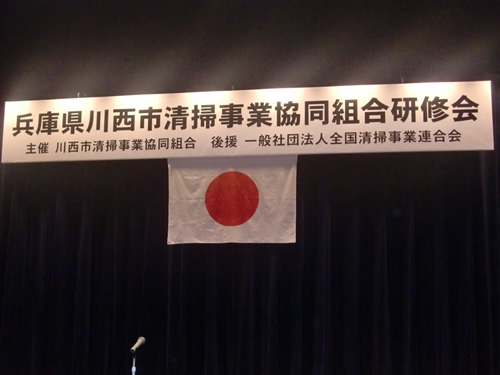 兵庫県川西市清掃事業協同組合研修会
主催 川西市清掃事業協同組合 後援 一般社団法人全国清掃事業連合会